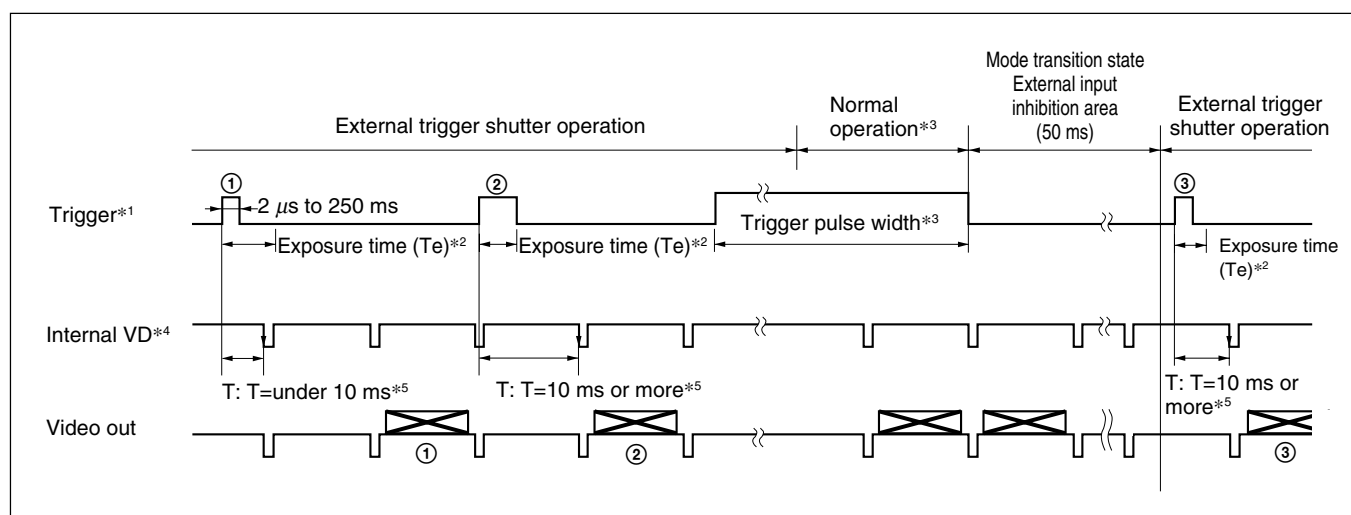 Mode transition state
External input
inhibition area
(50 ms)
External trigger shutter operation
Normal
operation*3
External trigger
shutter operation
Trigger*1
①
2 μs to 250 ms
②
③
Exposure time (Te)*2
Exposure time (Te)*2
Trigger pulse width*3
Exposure time
(Te)*2
Internal VD*4
T: T=under 10 ms*5
T: T=10 ms or more*5
T: T=10 ms or
more*5
Video out
①
②
③